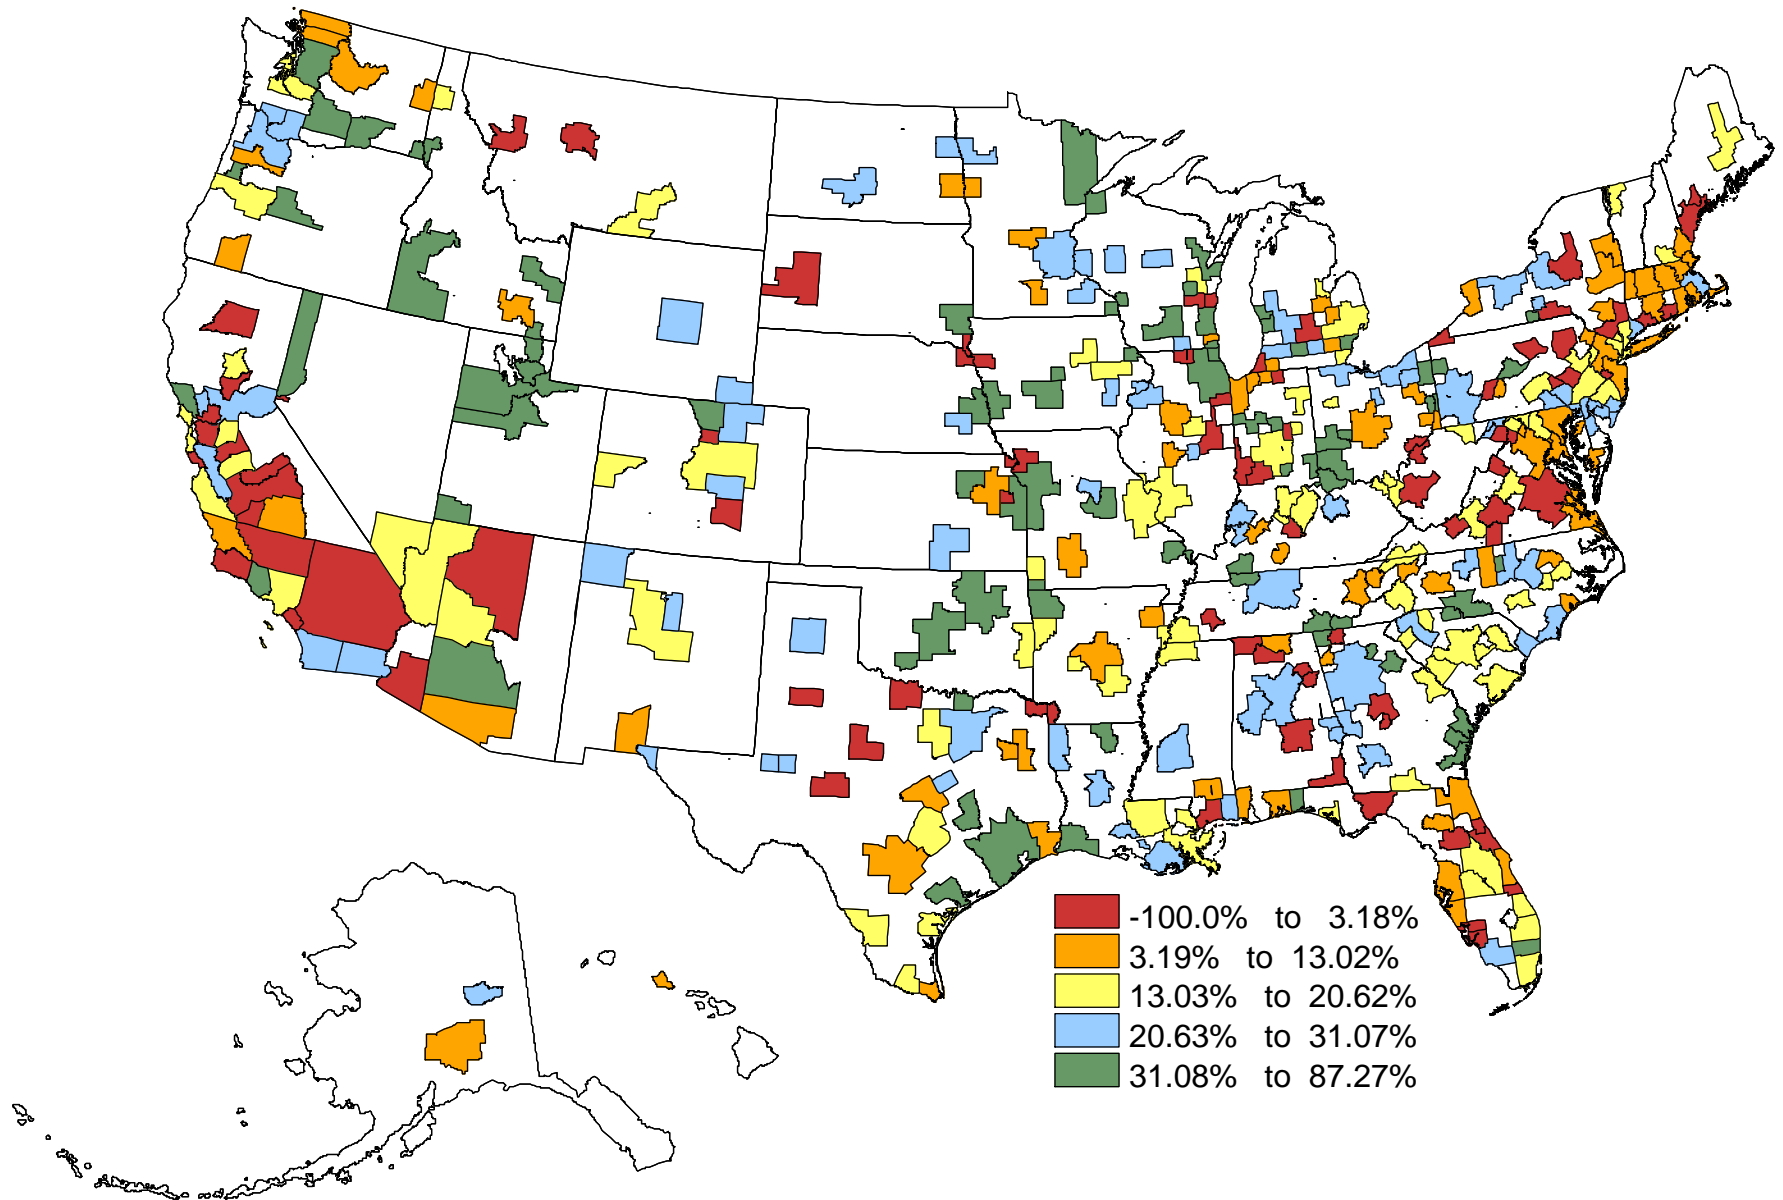 -100.0% to 3.18%
3.19% to 13.02%
13.03% to 20.62%
20.63% to 31.07%
31.08% to 87.27%